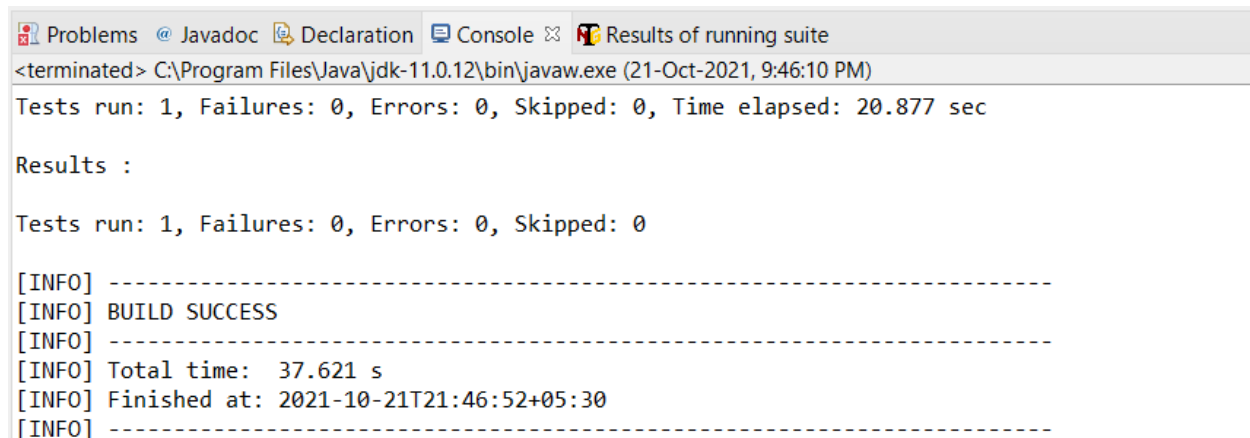 Problems @ Javadoc Declaration Console Results of running suite
<terminated> C:\Program Files\Java\jdk-11.0.12\bin\javaw.exe (21-Oct-2021, 9:46:10 PM)
Tests run: 1, Failures: 0, Errors: 0, Skipped: 0, Time elapsed: 20.877 sec
Results :
Tests run: 1, Failures: 0, Errors: 0, Skipped: 0
[INFO] ------------------------------------------------------------------------
[INFO] BUILD SUCCESS
[INFO] ------------------------------------------------------------------------
[INFO] Total time:  37.621 s
[INFO] Finished at: 2021-10-21T21:46:52+05:30
[INFO] ------------------------------------------------------------------------